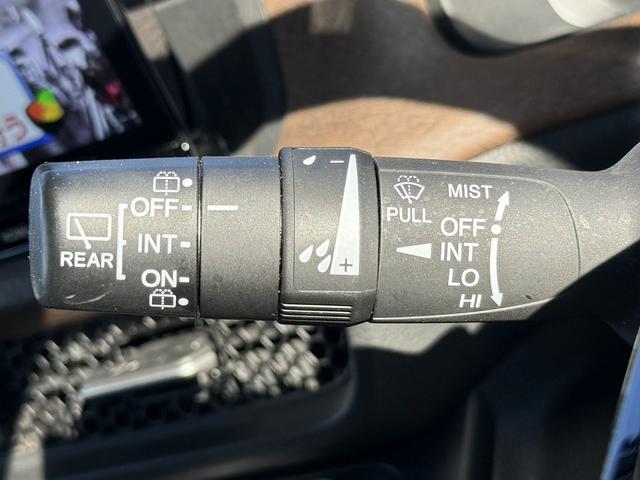 OFF
INT
REAR
ON
-
+
PULL
MIST
OFF
INT
LO
HI